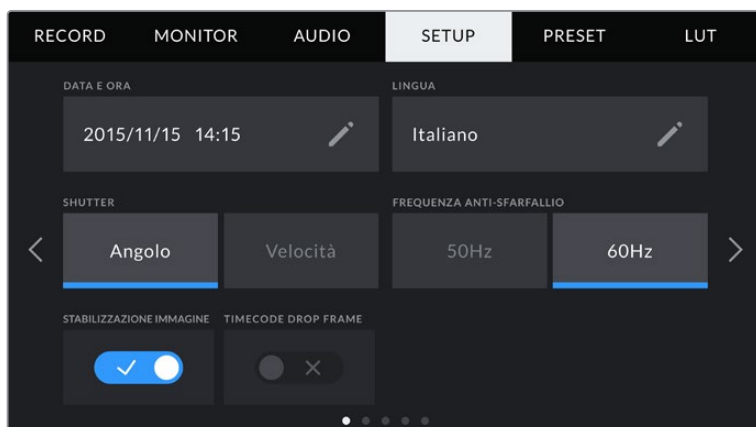 RECORD MONITOR AUDIO SETUP PRESET LUT
DATA E ORA LINGUA
2015/11/15 14:15 Italiano
SHUTTER FREQUENZA ANTI-SFARFALLIO
Angolo Velocità 50Hz 60Hz
STABILIZZAZIONE IMMAGINE TIMECODE DROP FRAME